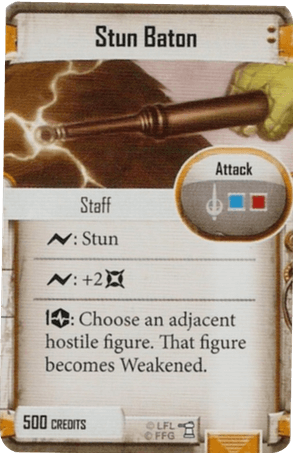 Stun Baton
Attack
Staff
: Stun
: +2
1: Choose an adjacent
hostile figure. That figure
becomes Weakened.
500 CREDITS
© LFL
© FFG